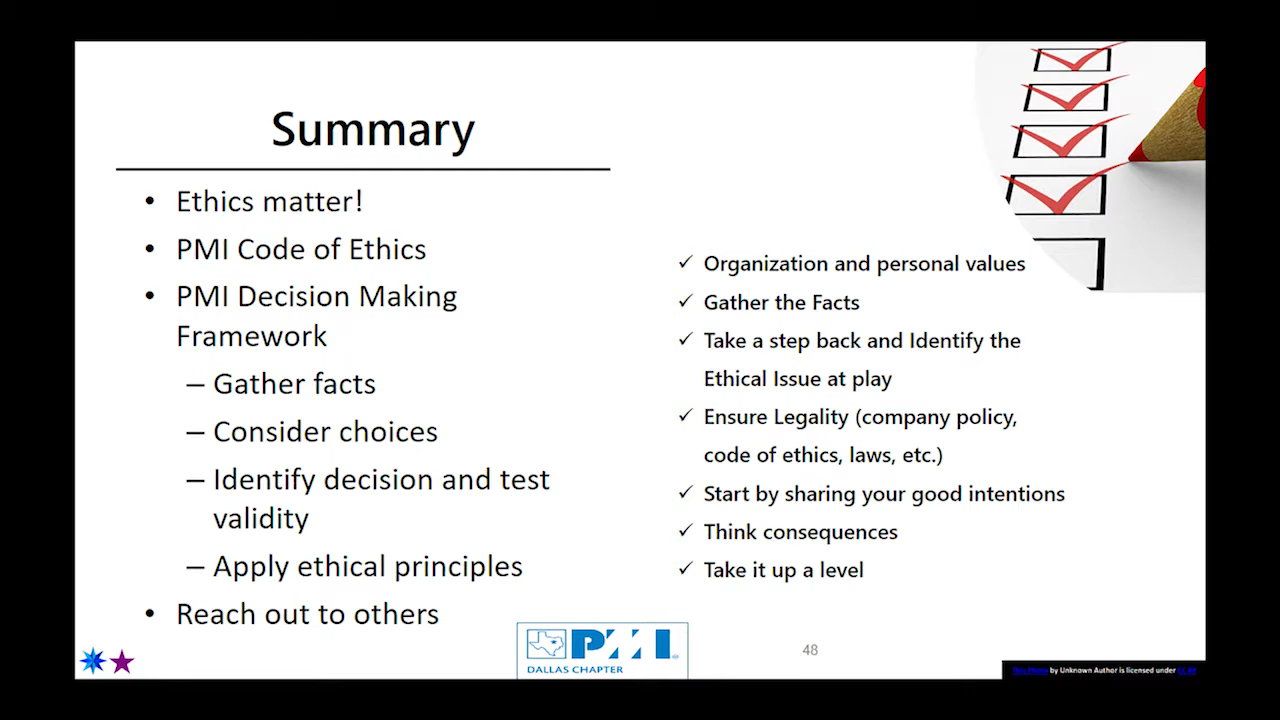 Summary
• Ethics matter!
• PMI Code of Ethics
• PMI Decision Making
Framework
– Gather facts
– Consider choices
– Identify decision and test
validity
– Apply ethical principles
• Reach out to others
✓ Organization and personal values
✓ Gather the Facts
✓ Take a step back and Identify the
Ethical Issue at play
✓ Ensure Legality (company policy,
code of ethics, laws, etc.)
✓ Start by sharing your good intentions
✓ Think consequences
✓ Take it up a level
PMI
DALLAS CHAPTER
48
This Photo by Unknown Author is licensed under CC BY